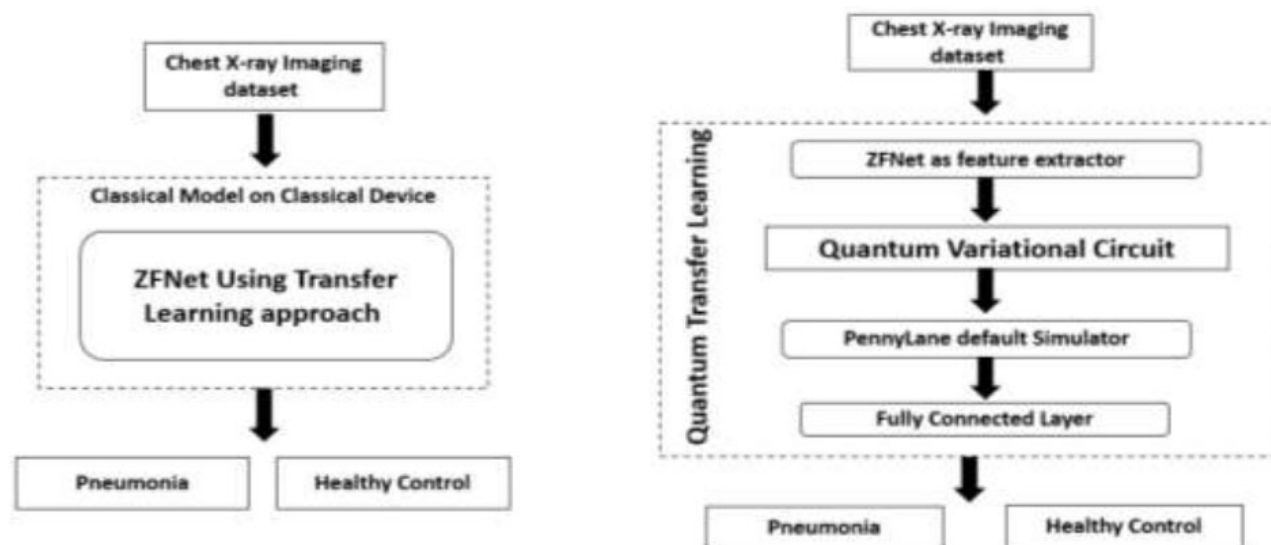 Chest X-ray Imaging
dataset
Classical Model on Classical Device
ZFNet Using Transfer
Learning approach
Pneumonia
Healthy Control
Chest X-ray Imaging
dataset
Quantum Transfer Learning
ZFNet as feature extractor
Quantum Variational Circuit
PennyLane default Simulator
Fully Connected Layer
Pneumonia
Healthy Control